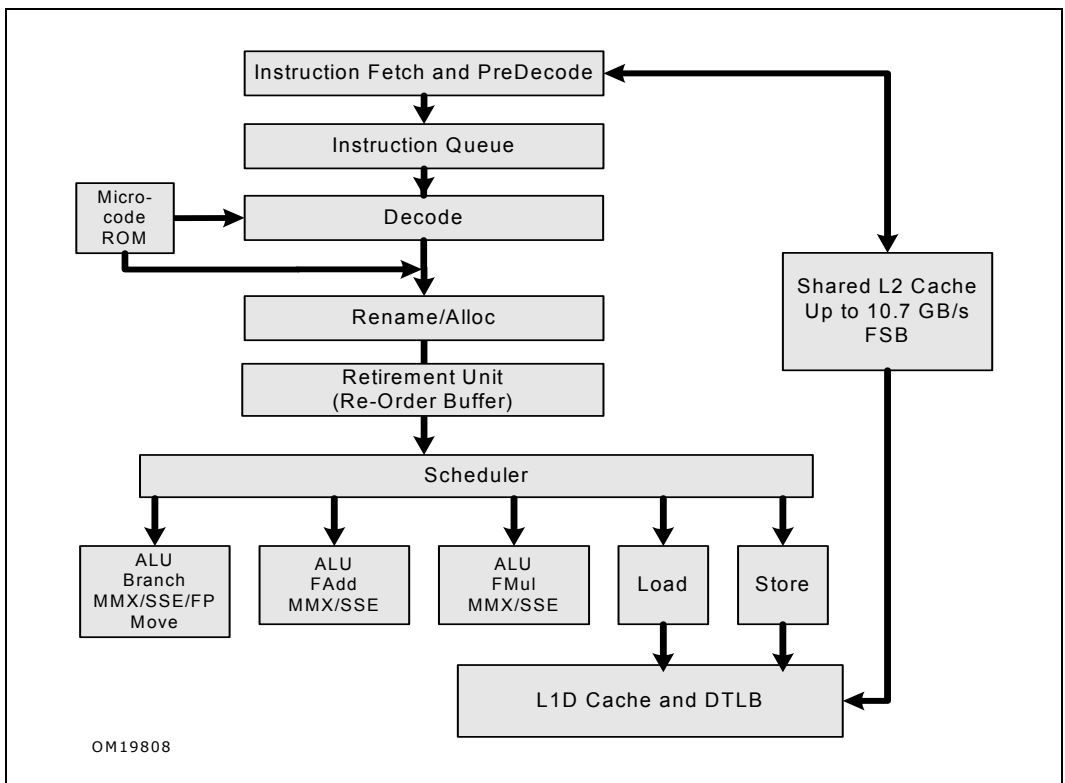 Instruction Fetch and PreDecode
Instruction Queue
Micro-
code
ROM
Decode
Shared L2 Cache
Up to 10.7 GB/s
FSB
Rename/Alloc
Retirement Unit
(Re-Order Buffer)
Scheduler
ALU
Branch
MMX/SSE/FP
Move
ALU
FAdd
MMX/SSE
ALU
FMul
MMX/SSE
Load
Store
L1D Cache and DTLB
OM19808